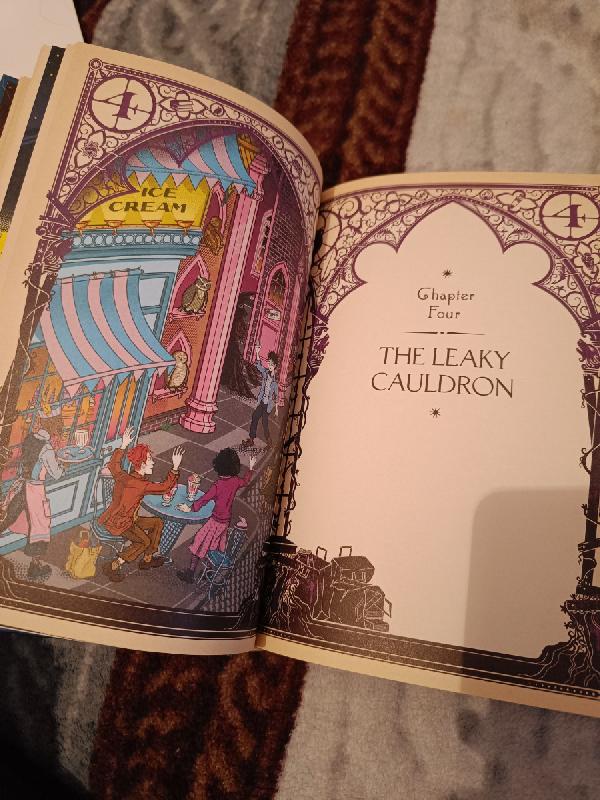 4
ICE
CREAM
4
Chapter
Four
THE LEAKY
CAULDRON